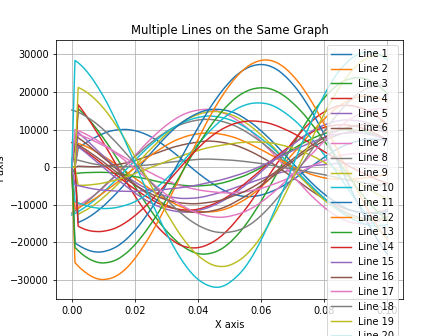 Multiple Lines on the Same Graph
30000
20000
10000
0
−10000
−20000
−30000
0.00
0.02
0.04
0.06
X axis
Line 1
Line 2
Line 3
Line 4
Line 5
Line 6
Line 7
Line 8
Line 9
Line 10
Line 11
Line 12
Line 13
Line 14
Line 15
Line 16
Line 17
Line 18
Line 19
Line 20